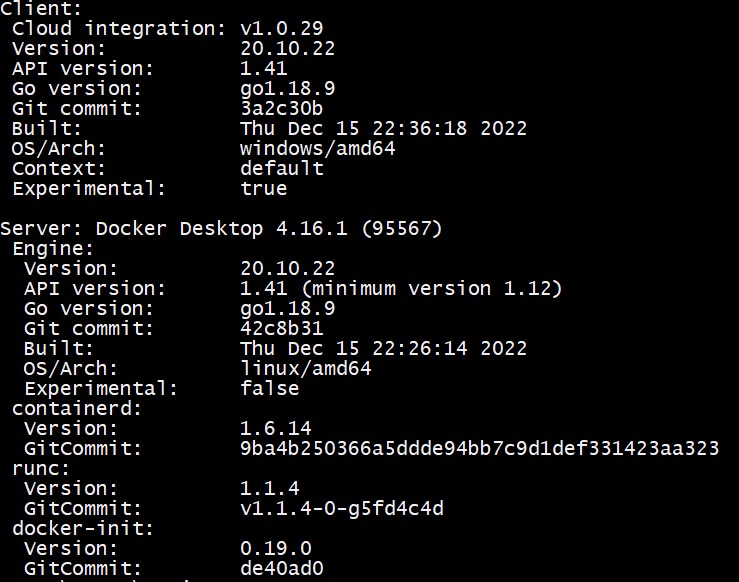 Client:
Cloud integration: v1.0.29
Version: 20.10.22
API version: 1.41
Go version: go1.18.9
Git commit: 3a2c30b
Built: Thu Dec 15 22:36:18 2022
OS/Arch: windows/amd64
Context: default
Experimental: true
Server: Docker Desktop 4.16.1 (95567)
Engine:
Version: 20.10.22
API version: 1.41 (minimum version 1.12)
Go version: go1.18.9
Git commit: 42c8b31
Built: Thu Dec 15 22:26:14 2022
OS/Arch: linux/amd64
Experimental: false
containerd:
Version: 1.6.14
GitCommit: 9ba4b250366a5ddde94bb7c9d1def331423aa323
runc:
Version: 1.1.4
GitCommit: v1.1.4-0-g5fd4c4d
docker-init:
Version: 0.19.0
GitCommit: de40ad0